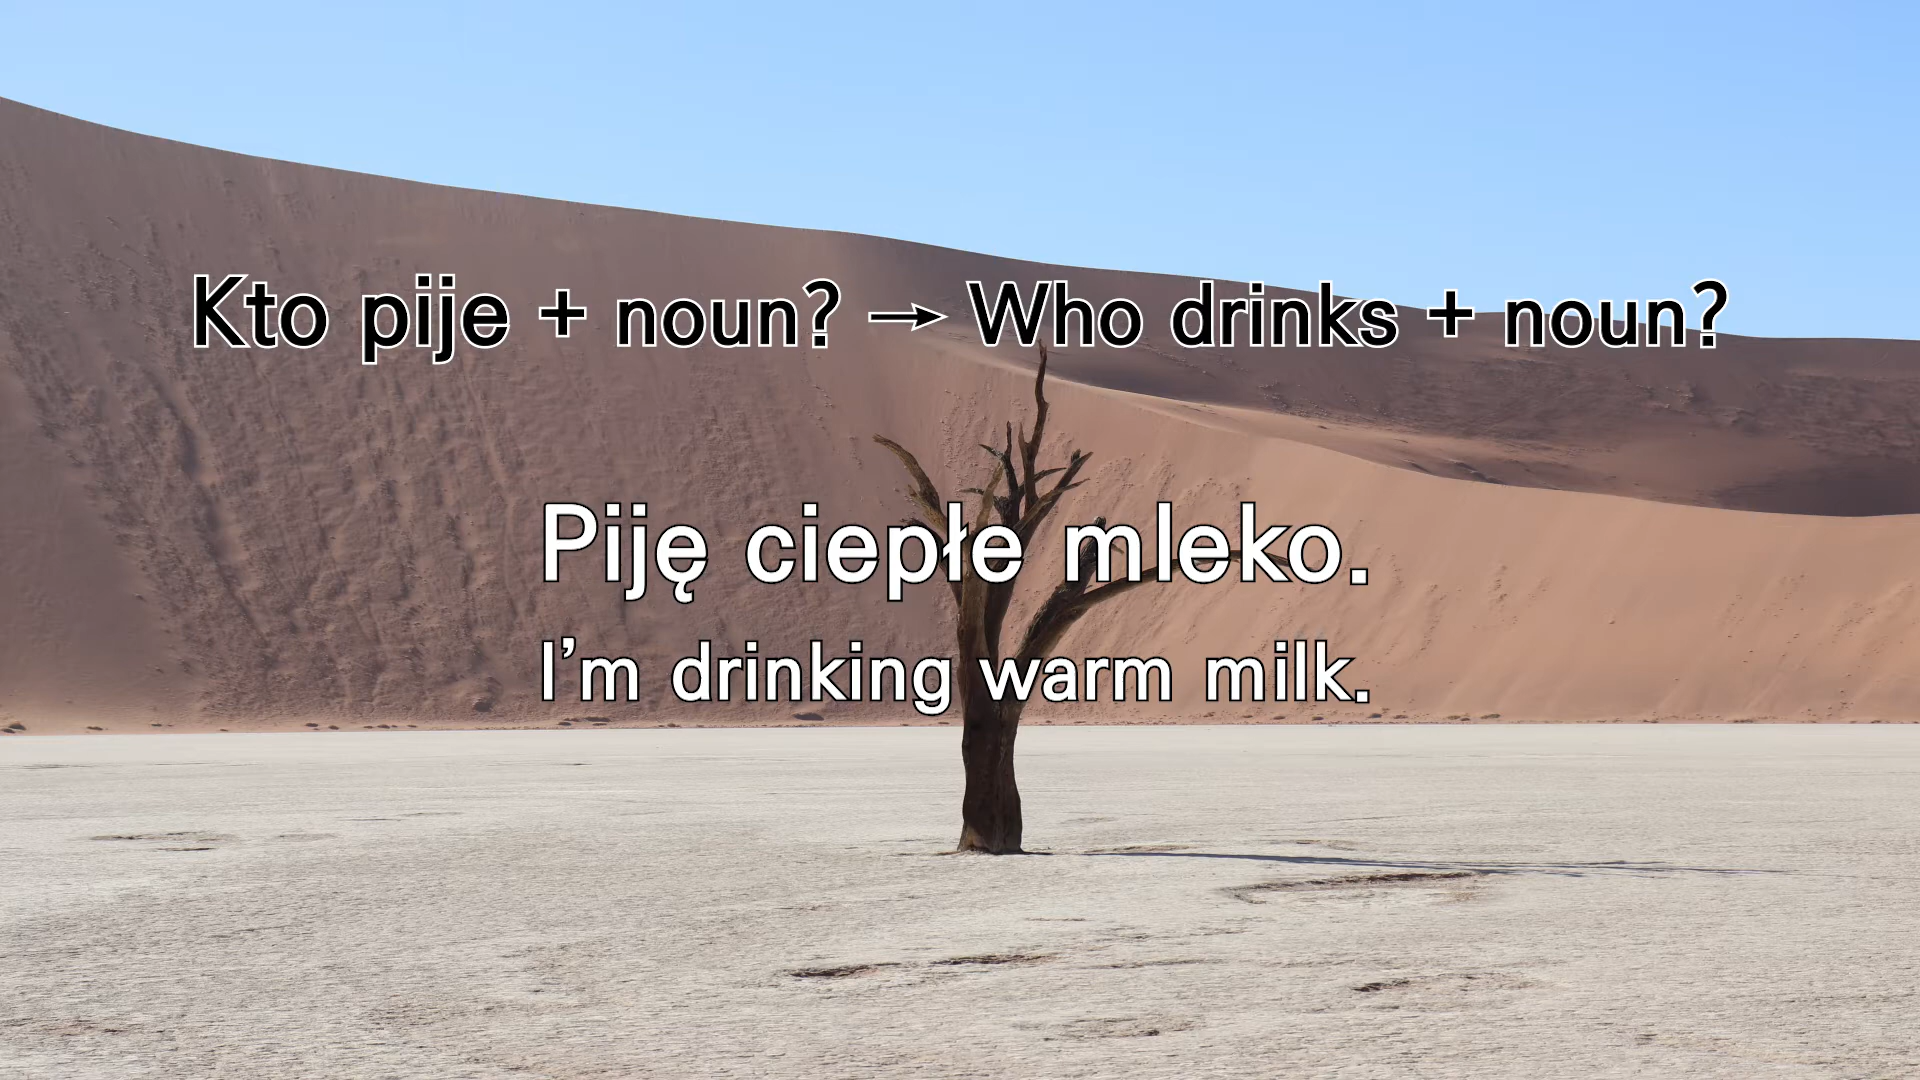 Kto pije + noun? → Who drinks + noun?
Piję ciepłe mleko.
I’m drinking warm milk.